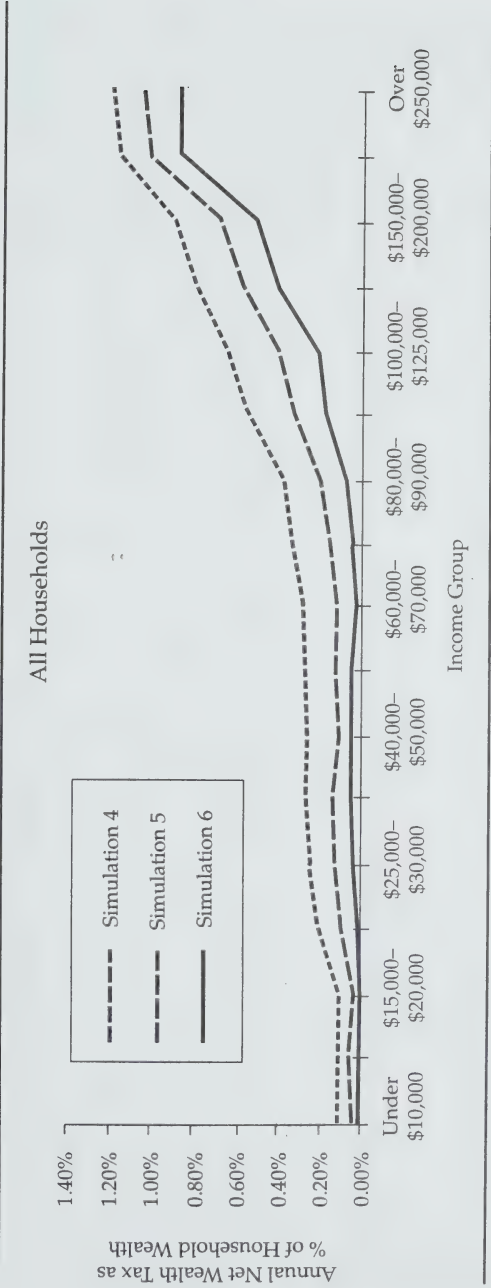 All Households
Annual Net Wealth Tax as
% of Household Wealth
1.40%
1.20%
1.00%
0.80%
0.60%
0.40%
0.20%
0.00%
Simulation 4
Simulation 5
Simulation 6
Under
$10,000
$15,000–
$20,000
$25,000–
$30,000
$40,000–
$50,000
$60,000–
$70,000
$80,000–
$90,000
$100,000–
$125,000
$150,000–
$200,000
Over
$250,000
Income Group